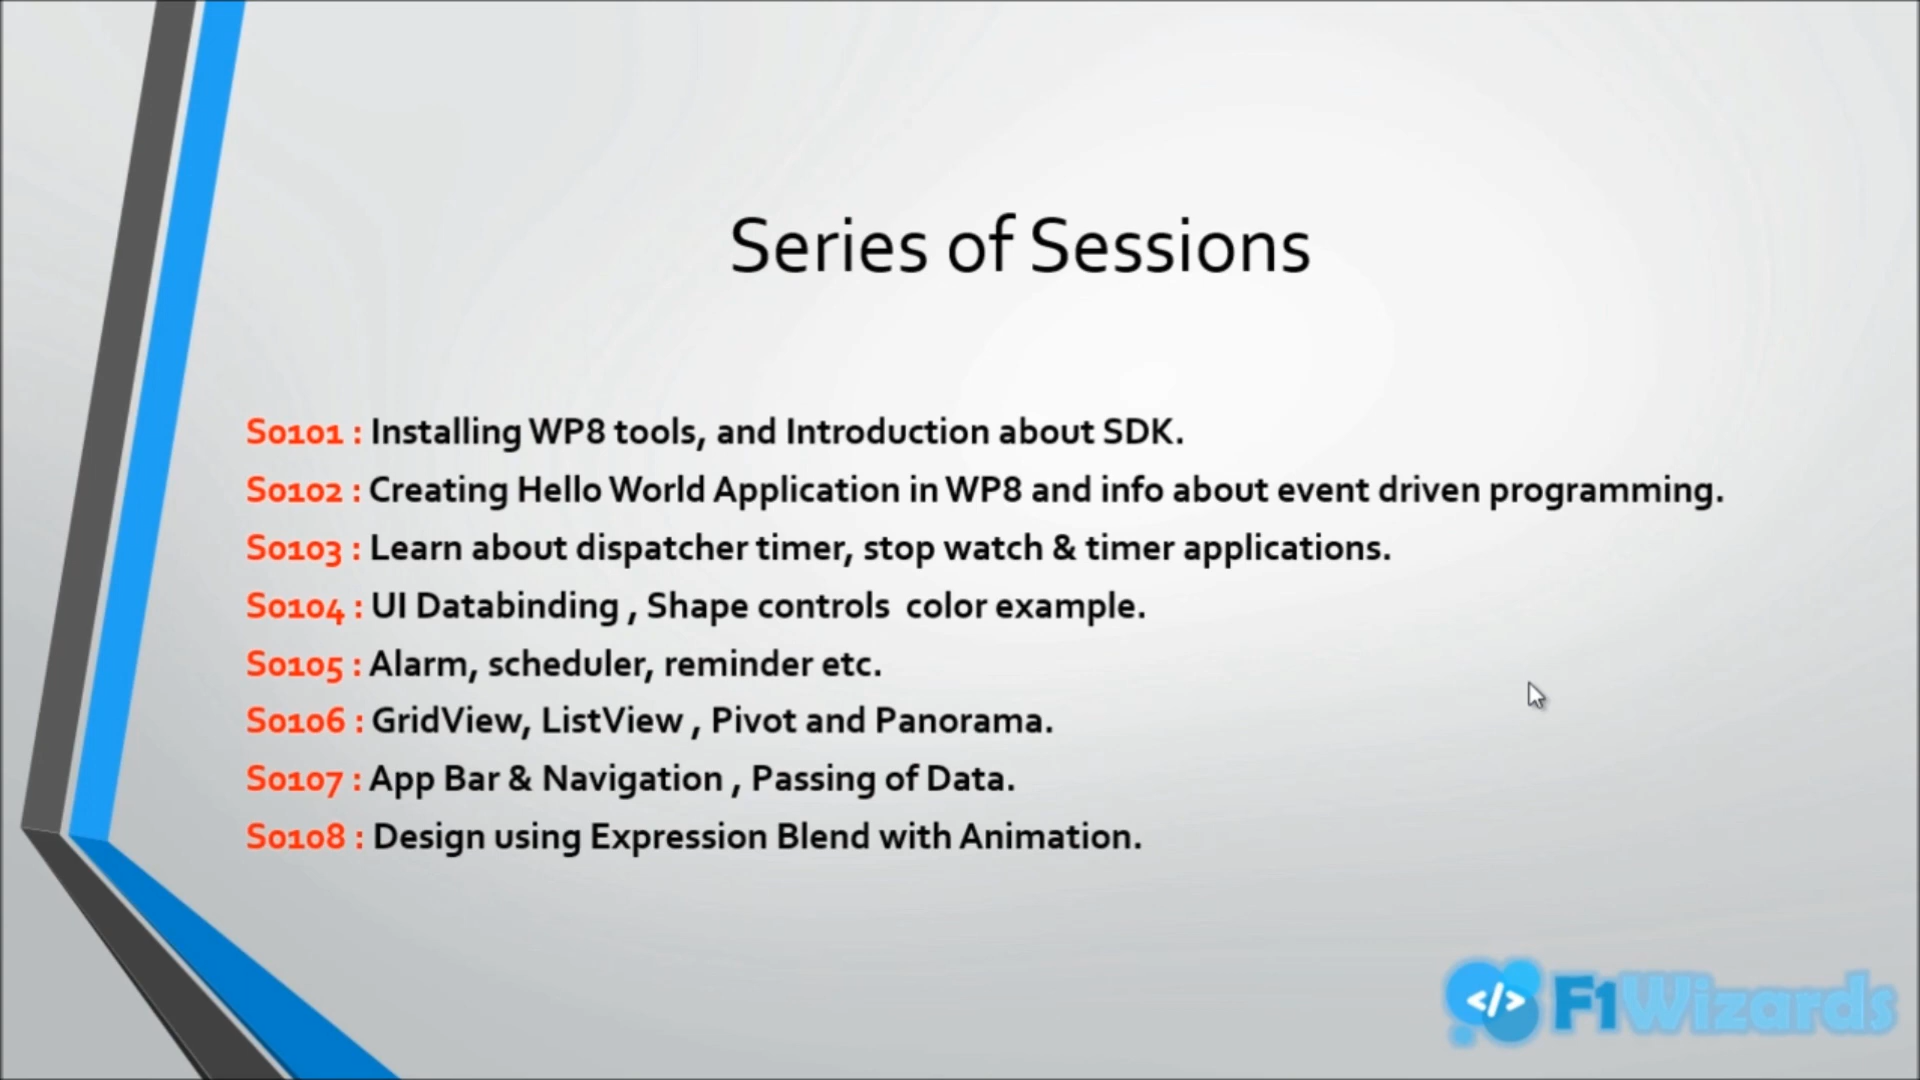 Series of Sessions
S0101 : Installing WP8 tools, and Introduction about SDK.
S0102 : Creating Hello World Application in WP8 and info about event driven programming.
S0103 : Learn about dispatcher timer, stop watch & timer applications.
S0104 : UI Databinding , Shape controls  color example.
S0105 : Alarm, scheduler, reminder etc.
S0106 : GridView, ListView , Pivot and Panorama.
S0107 : App Bar & Navigation , Passing of Data.
S0108 : Design using Expression Blend with Animation.
</> F1Wizards